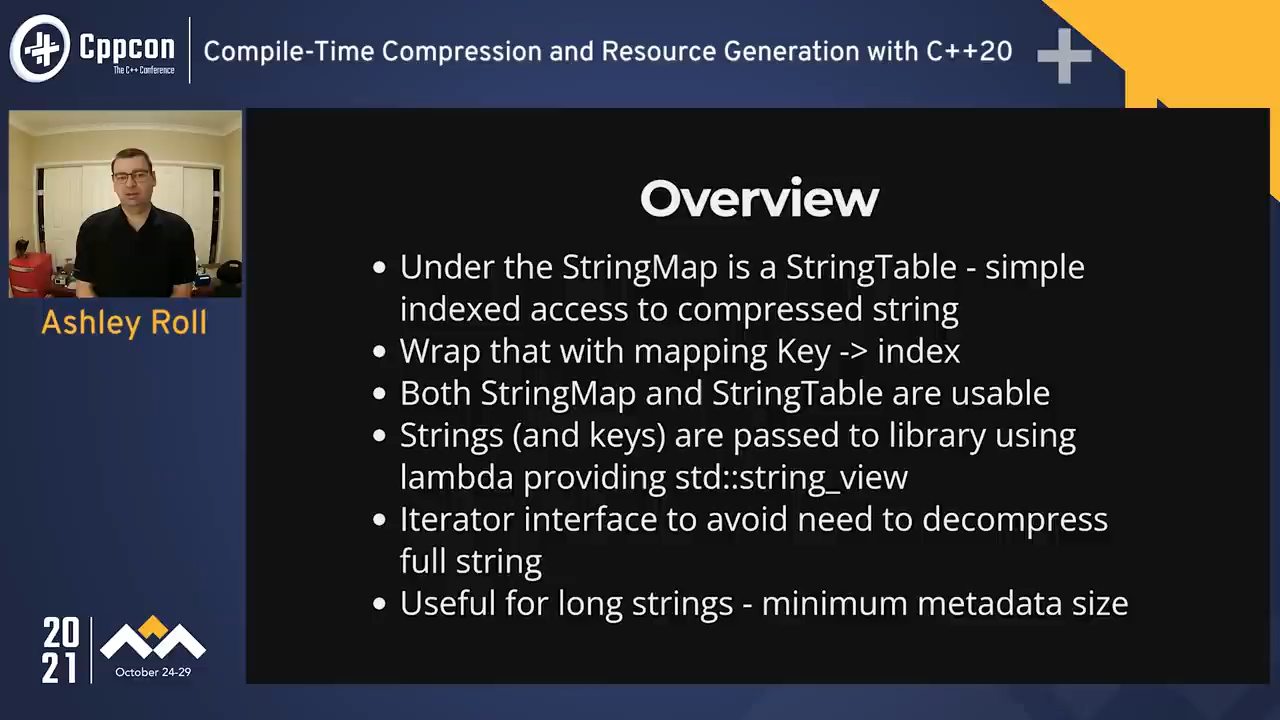 Cppcon
The C++ Conference
Compile-Time Compression and Resource Generation with C++20
Ashley Roll
Overview
• Under the StringMap is a StringTable - simple
indexed access to compressed string
• Wrap that with mapping Key -> index
• Both StringMap and StringTable are usable
• Strings (and keys) are passed to library using
lambda providing std::string_view
• Iterator interface to avoid need to decompress
full string
• Useful for long strings - minimum metadata size
20
21
October 24-29